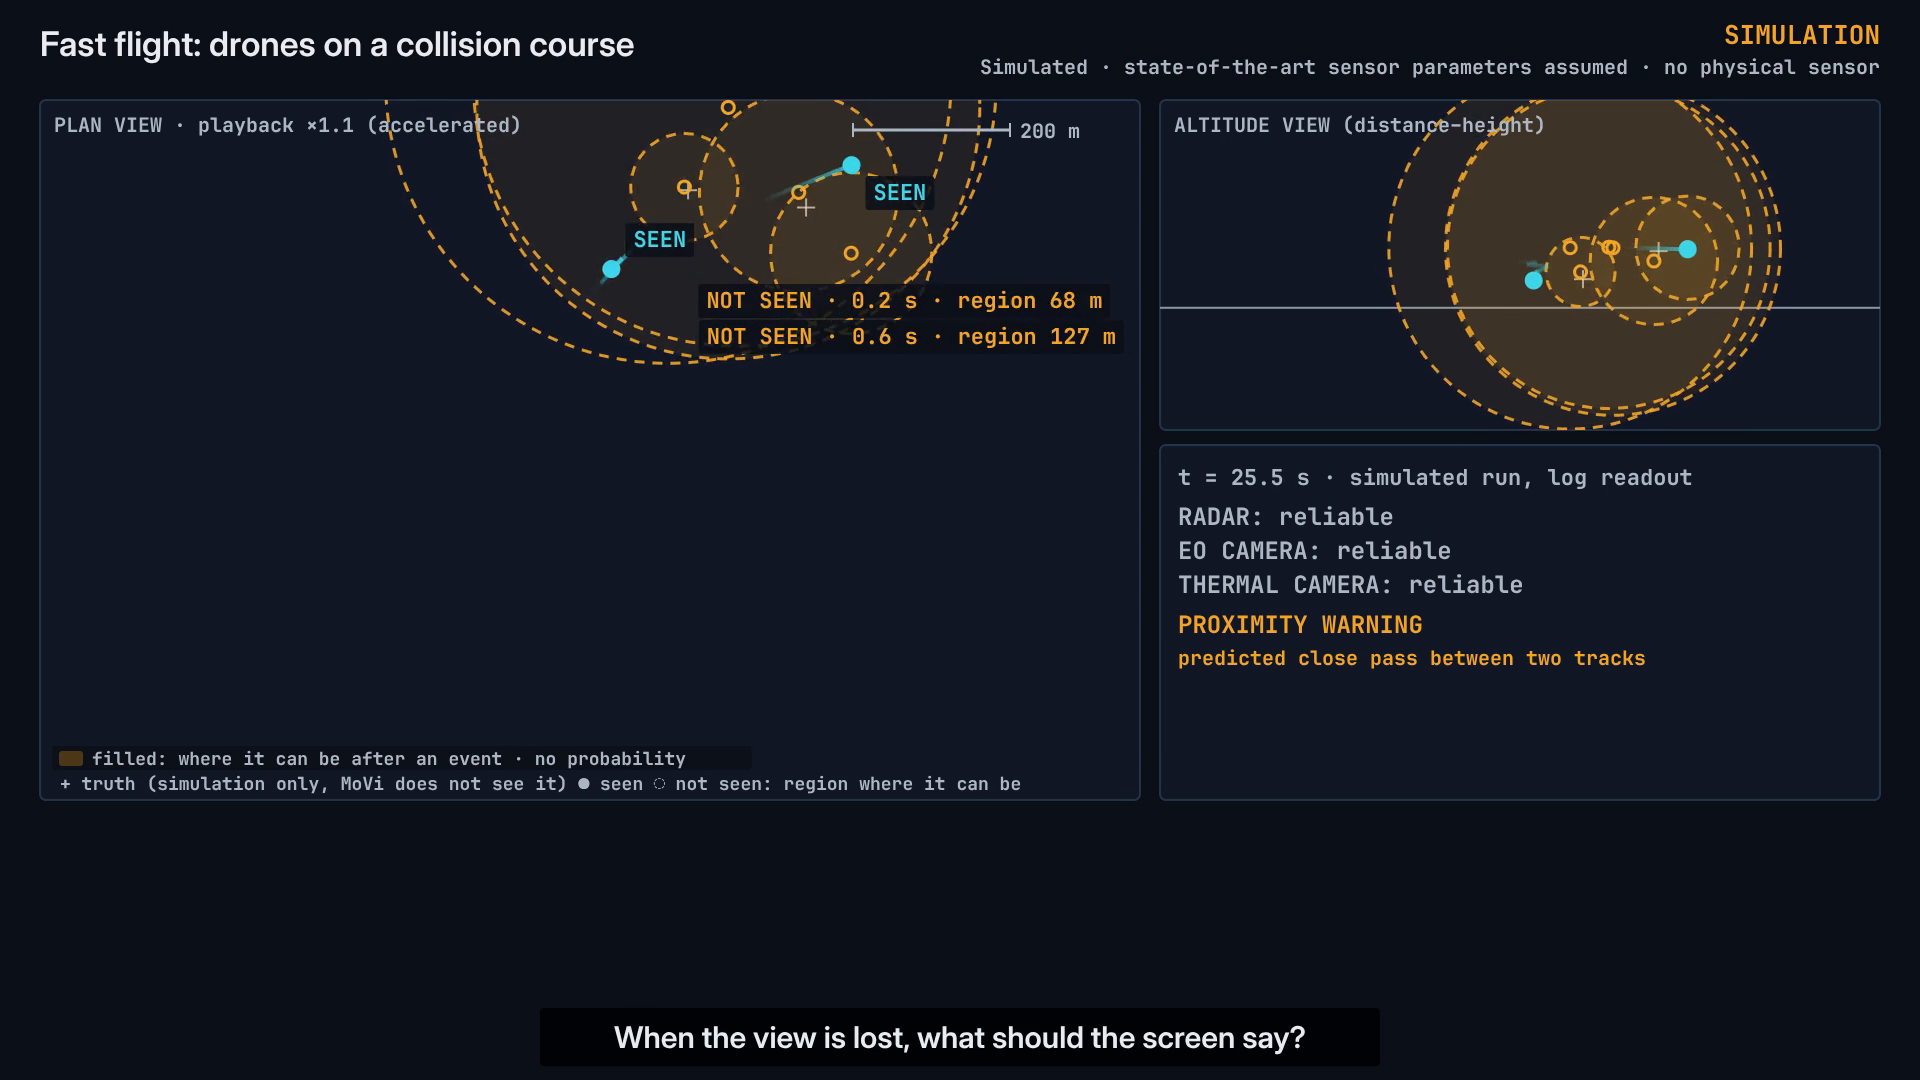 Fast flight: drones on a collision course
SIMULATION
Simulated · state-of-the-art sensor parameters assumed · no physical sensor
PLAN VIEW · playback ×1.1 (accelerated)
200 m
SEEN
SEEN
NOT SEEN · 0.2 s · region 68 m
NOT SEEN · 0.6 s · region 127 m
filled: where it can be after an event · no probability
+ truth (simulation only, MoVi does not see it) ● seen ◌ not seen: region where it can be
ALTITUDE VIEW (distance-height)
t = 25.5 s · simulated run, log readout
RADAR: reliable
EO CAMERA: reliable
THERMAL CAMERA: reliable
PROXIMITY WARNING
predicted close pass between two tracks
When the view is lost, what should the screen say?